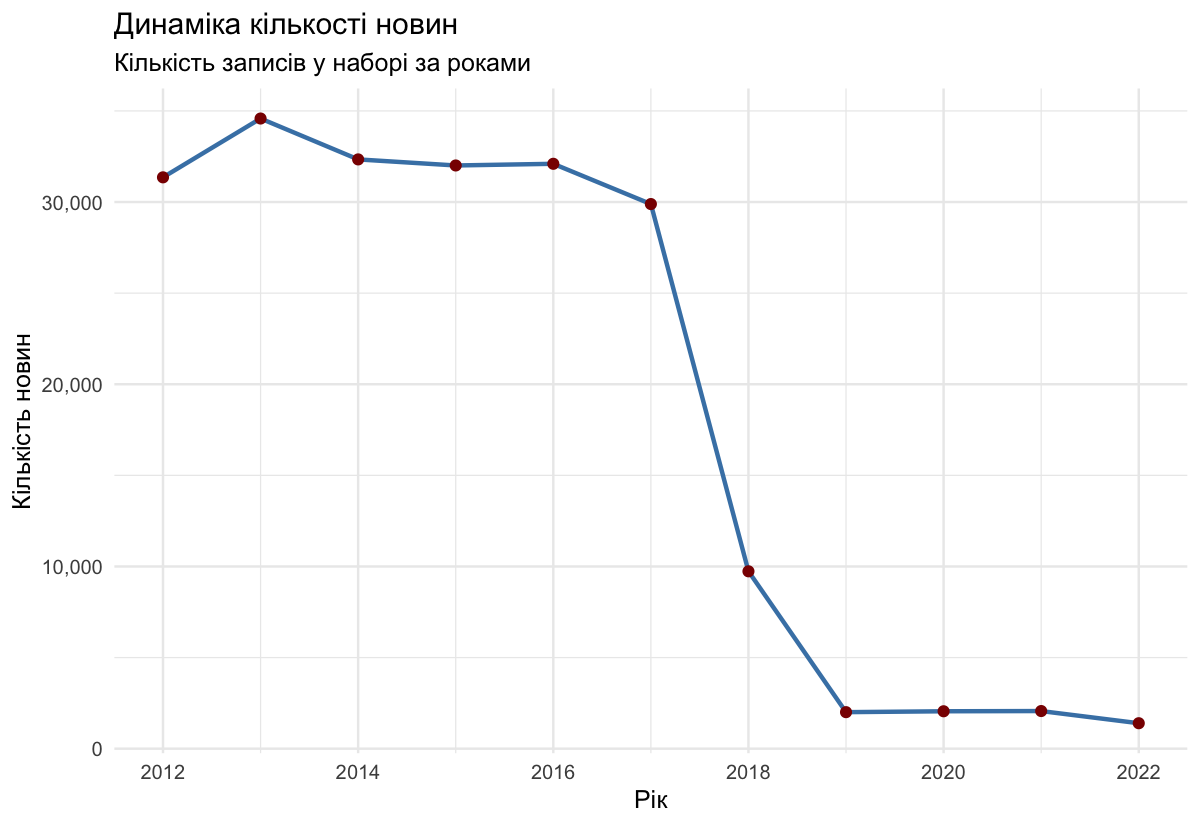 Динаміка кількості новин
Кількість записів у наборі за роками
Кількість новин
30,000
20,000
10,000
0
2012 2014 2016 2018 2020 2022
Рік